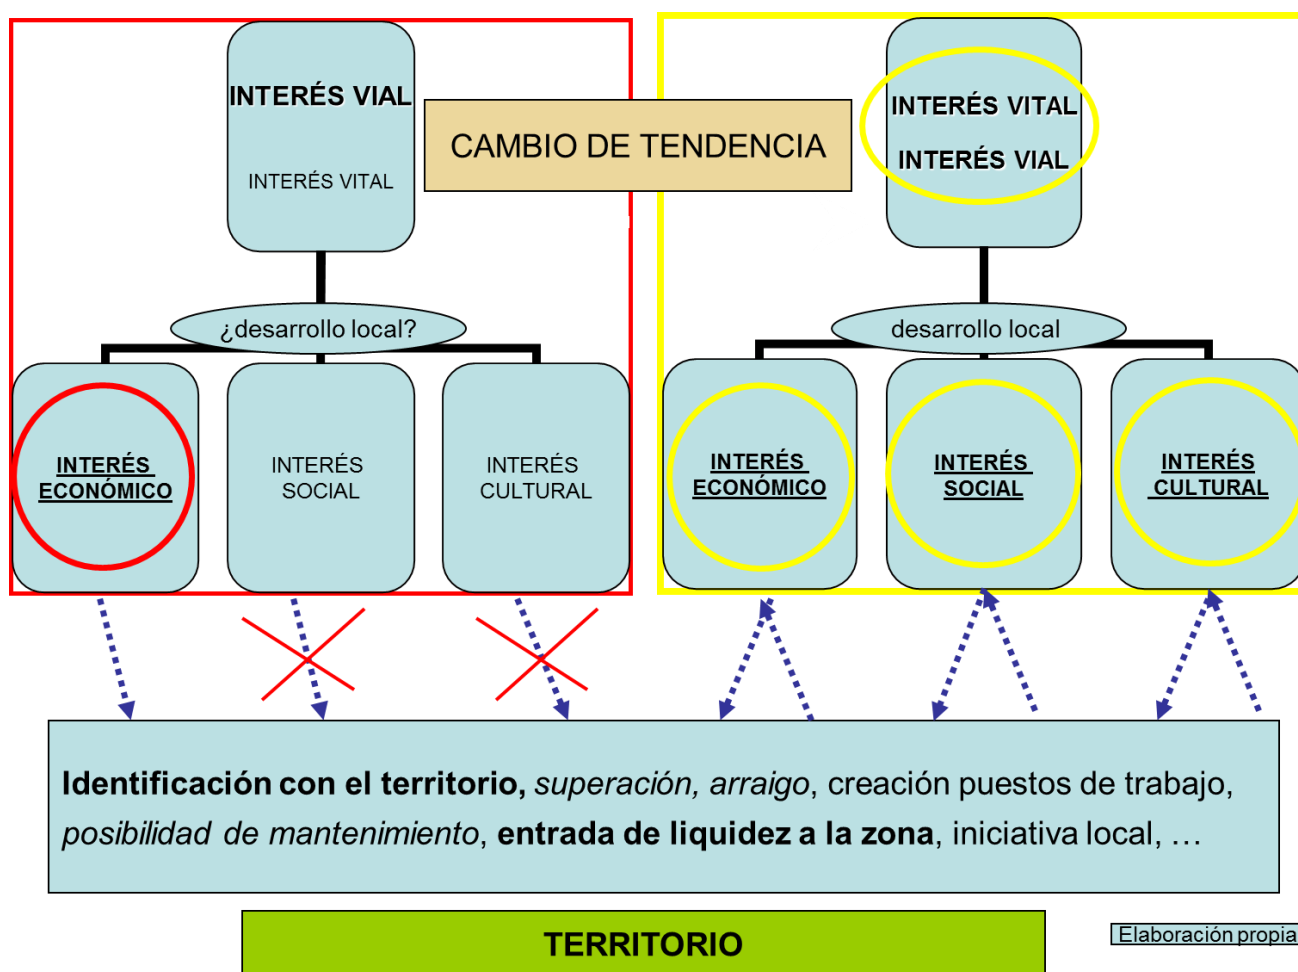 INTERÉS VIAL
INTERÉS VITAL
CAMBIO DE TENDENCIA
INTERÉS VITAL
INTERÉS VIAL
¿desarrollo local?
desarrollo local
INTERÉS
ECONÓMICO
INTERÉS
SOCIAL
INTERÉS
CULTURAL
INTERÉS
ECONÓMICO
INTERÉS
SOCIAL
INTERÉS
CULTURAL
Identificación con el territorio, superación, arraigo, creación puestos de trabajo,
posibilidad de mantenimiento, entrada de liquidez a la zona, iniciativa local, …
TERRITORIO
Elaboración propia